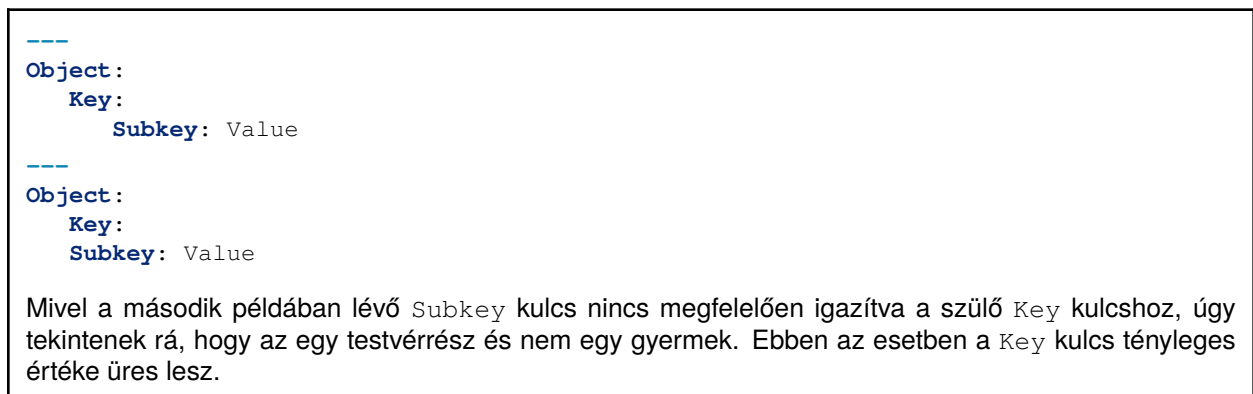 ---
Object:
   Key:
      Subkey: Value
---
Object:
   Key:
   Subkey: Value
Mivel a második példában lévő Subkey kulcs nincs megfelelően igazítva a szülő Key kulcshoz, úgy
tekintenek rá, hogy az egy testvérrész és nem egy gyermek. Ebben az esetben a Key kulcs tényleges
értéke üres lesz.